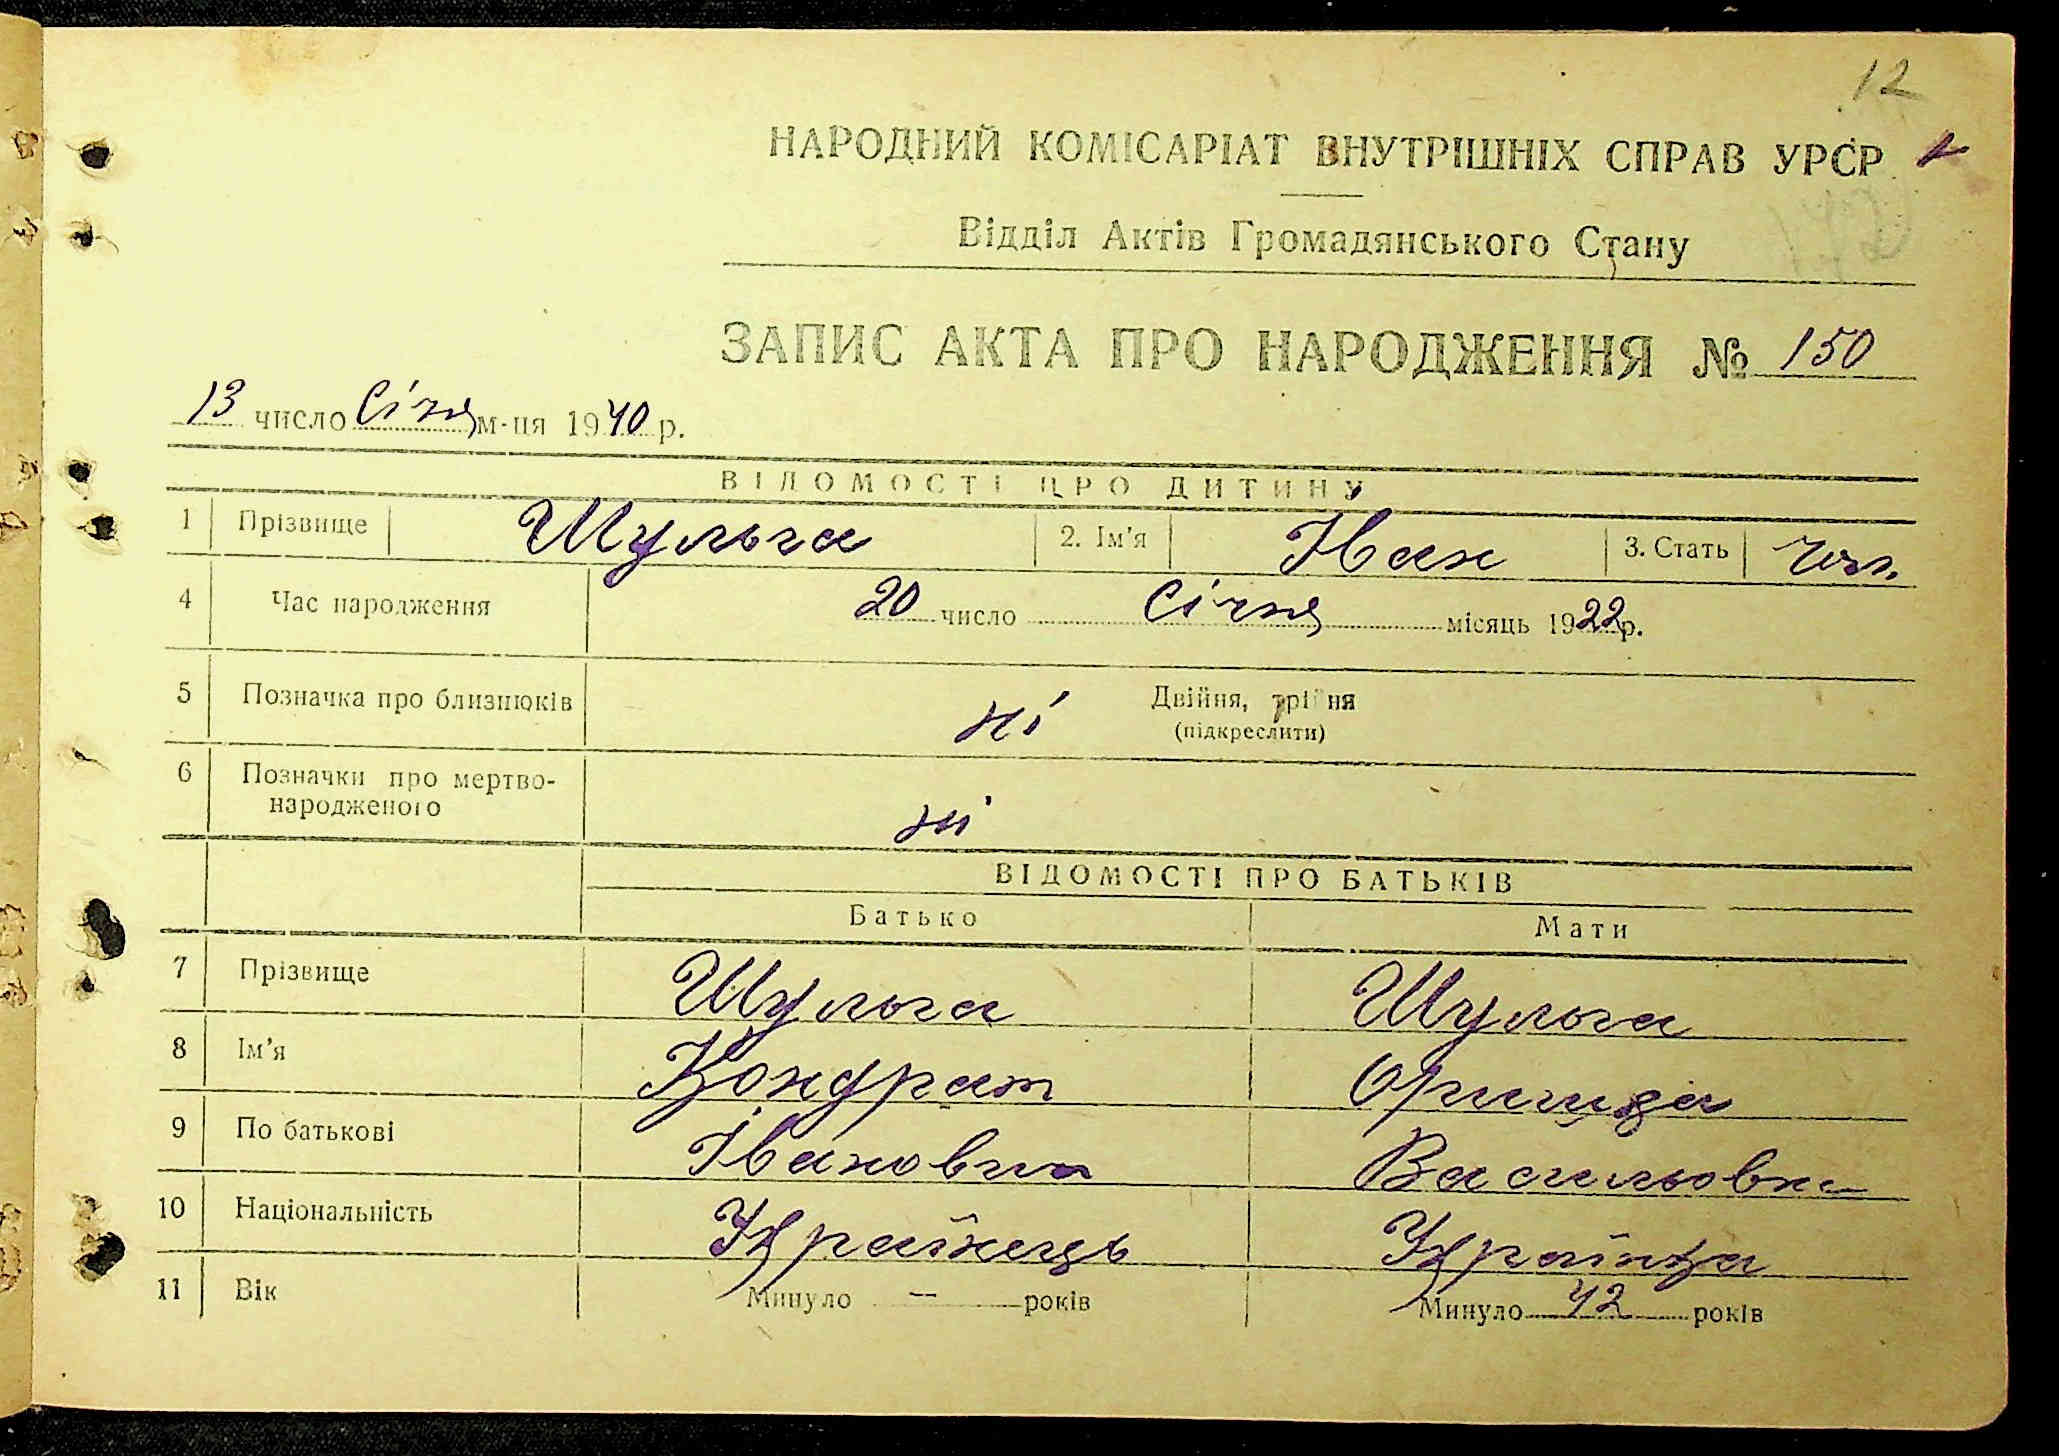 12
НАРОДНИЙ КОМІСАРІАТ ВНУТРІШНІХ СПРАВ УРСР
Відділ Актів Громадянського Стану
ЗАПИС АКТА ПРО НАРОДЖЕННЯ № 150
13 число Січня м-ця 1940 р.
ВІДОМОСТІ ПРО ДИТИНУ
1 Прізвище Шульга 2. Ім'я Іван 3. Стать чол.
4 Час народження 20 число Січня місяць 1922р.
5 Позначка про близнюків ні Двійня, трійня
(підкреслити)
6 Позначки про мертво-
народженого ні
ВІДОМОСТІ ПРО БАТЬКІВ
Батько Мати
7 Прізвище Шульга Шульга
8 Ім'я Кондрат
9 По батькові Іванович Васильовна
10 Національність Українець Українка
11 Вік Минуло — років Минуло 42 років